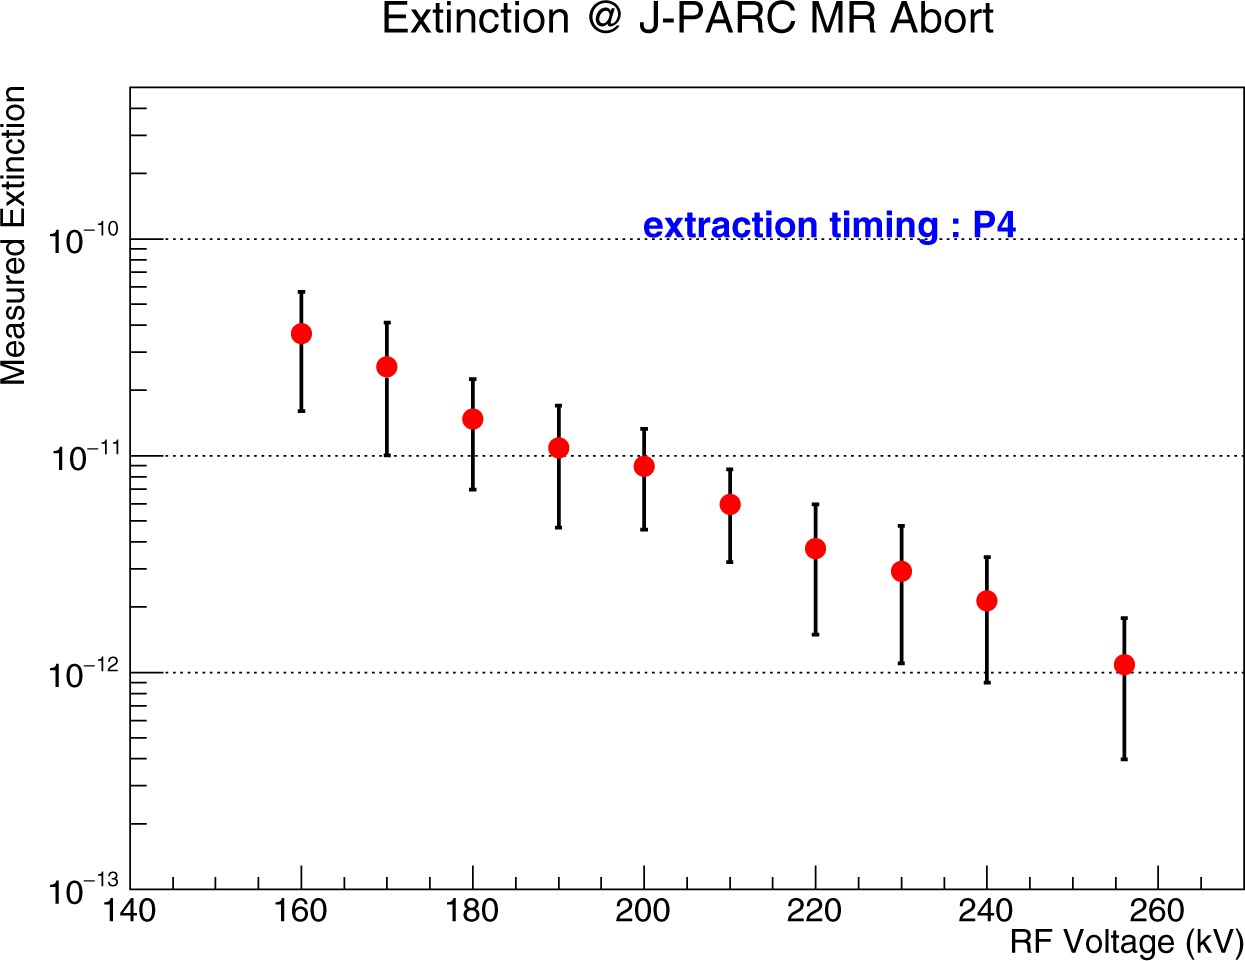 Extinction @ J-PARC MR Abort
Measured Extinction
extraction timing : P4
10⁻¹⁰
10⁻¹¹
10⁻¹²
10⁻¹³
140 160 180 200 220 240 260
RF Voltage (kV)